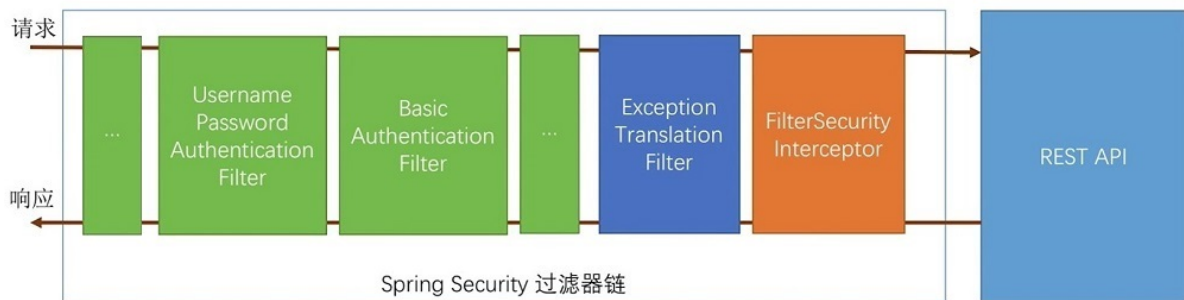 请求
...
Username
Password
Authentication
Filter
Basic
Authentication
Filter
...
Exception
Translation
Filter
FilterSecurity
Interceptor
REST API
响应
Spring Security 过滤器链